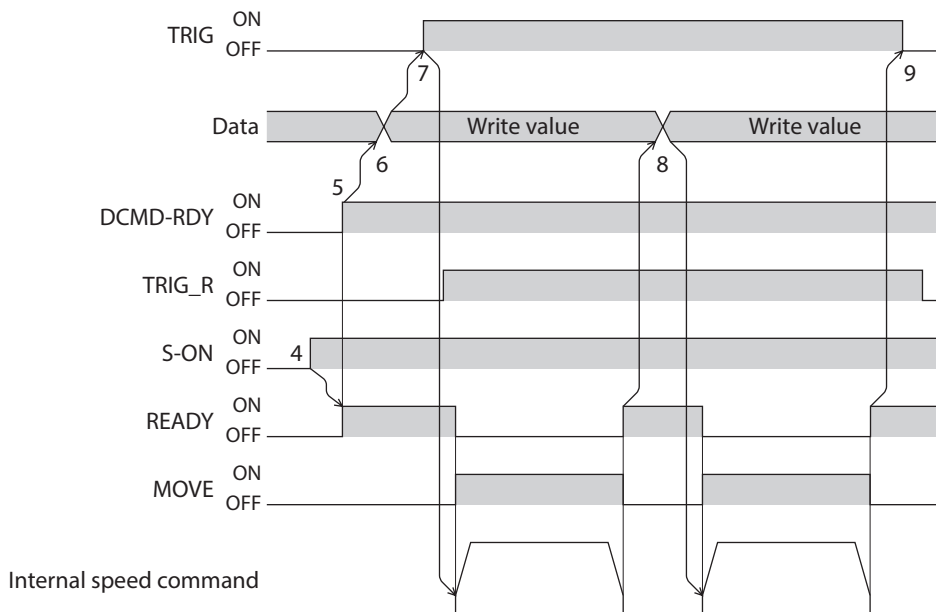 TRIG ON
OFF
7 9
Data Write value Write value
6 8
5
DCMD-RDY ON
OFF
TRIG_R ON
OFF
S-ON ON
OFF
4
READY ON
OFF
MOVE ON
OFF
Internal speed command